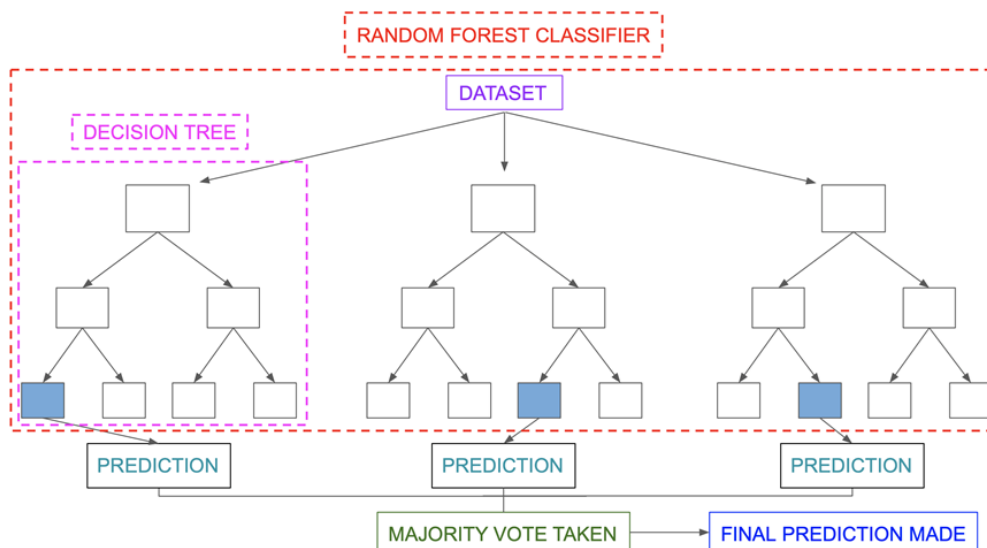 RANDOM FOREST CLASSIFIER
DATASET
DECISION TREE
PREDICTION
PREDICTION
PREDICTION
MAJORITY VOTE TAKEN
FINAL PREDICTION MADE